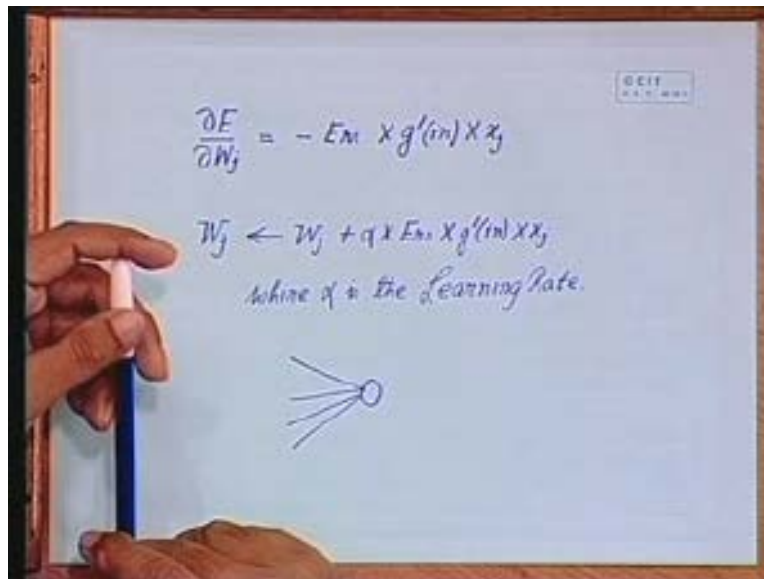 ∂E/∂Wj = - Err X g'(in) X xj
Wj ← Wj + α X Err X g'(in) X xj
where α is the Learning Rate.